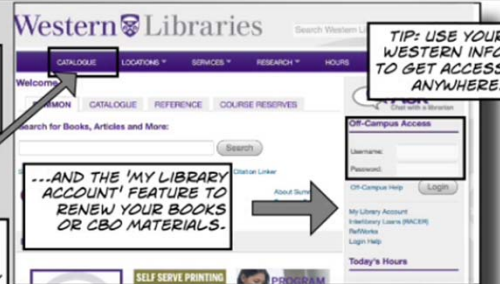 Western Libraries
Search Western Li
TIP: USE YOUR
WESTERN INFO
TO GET ACCESS
ANYWHERE.
CATALOGUE LOCATIONS SERVICES RESEARCH HOURS
Welcome
SUMMON CATALOGUE REFERENCE COURSE RESERVES
Chat with a librarian
Off-Campus Access
Search for Books, Articles and More:
Search
Username:
Password:
Citation Linker
Off-Campus Help Login
...AND THE 'MY LIBRARY
ACCOUNT' FEATURE TO
RENEW YOUR BOOKS
OR CBO MATERIALS.
About Summ
My Library Account
Interlibrary Loans (RACER)
RefWorks
Login Help
Today's Hours
SELF SERVE PRINTING
PROGRAM